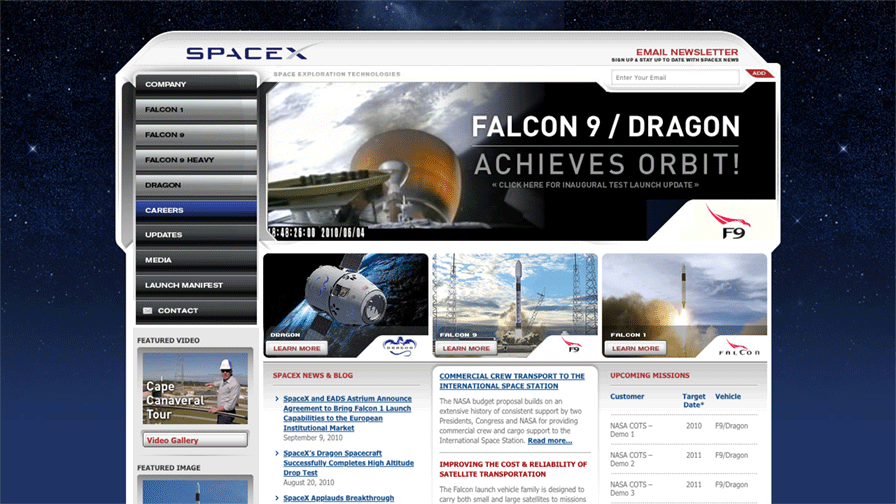 SPACEX
EMAIL NEWSLETTER
SIGN UP & STAY UP TO DATE WITH SPACEX NEWS
SPACE EXPLORATION TECHNOLOGIES
Enter Your Email
ADD
COMPANY
FALCON 1
FALCON 9
FALCON 9 HEAVY
DRAGON
CAREERS
UPDATES
MEDIA
LAUNCH MANIFEST
CONTACT
FALCON 9 / DRAGON
ACHIEVES ORBIT!
« CLICK HERE FOR INAUGURAL TEST LAUNCH UPDATE »
:48:26:00 2010/06/04
F9
DRAGON
LEARN MORE
DRAGON
FALCON 9
LEARN MORE
F9
FALCON 1
LEARN MORE
FALCON
FEATURED VIDEO
Cape
Canaveral
Tour
Video Gallery
FEATURED IMAGE
SPACEX NEWS & BLOG
SpaceX and EADS Astrium Announce
Agreement to Bring Falcon 1 Launch
Capabilities to the European
Institutional Market
September 9, 2010
SpaceX's Dragon Spacecraft
Successfully Completes High Altitude
Drop Test
August 20, 2010
SpaceX Applauds Breakthrough
COMMERCIAL CREW TRANSPORT TO THE
INTERNATIONAL SPACE STATION
The NASA budget proposal builds on an
extensive history of consistent support by two
Presidents, Congress and NASA for providing
commercial crew and cargo support to the
International Space Station. Read more...
IMPROVING THE COST & RELIABILITY OF
SATELLITE TRANSPORTATION
The Falcon launch vehicle family is designed to
carry both small and large satellites to missions
UPCOMING MISSIONS
Customer Target Vehicle
Date*
NASA COTS – 2010 F9/Dragon
Demo 1
NASA COTS – 2011 F9/Dragon
Demo 2
NASA COTS – 2011 F9/Dragon
Demo 3